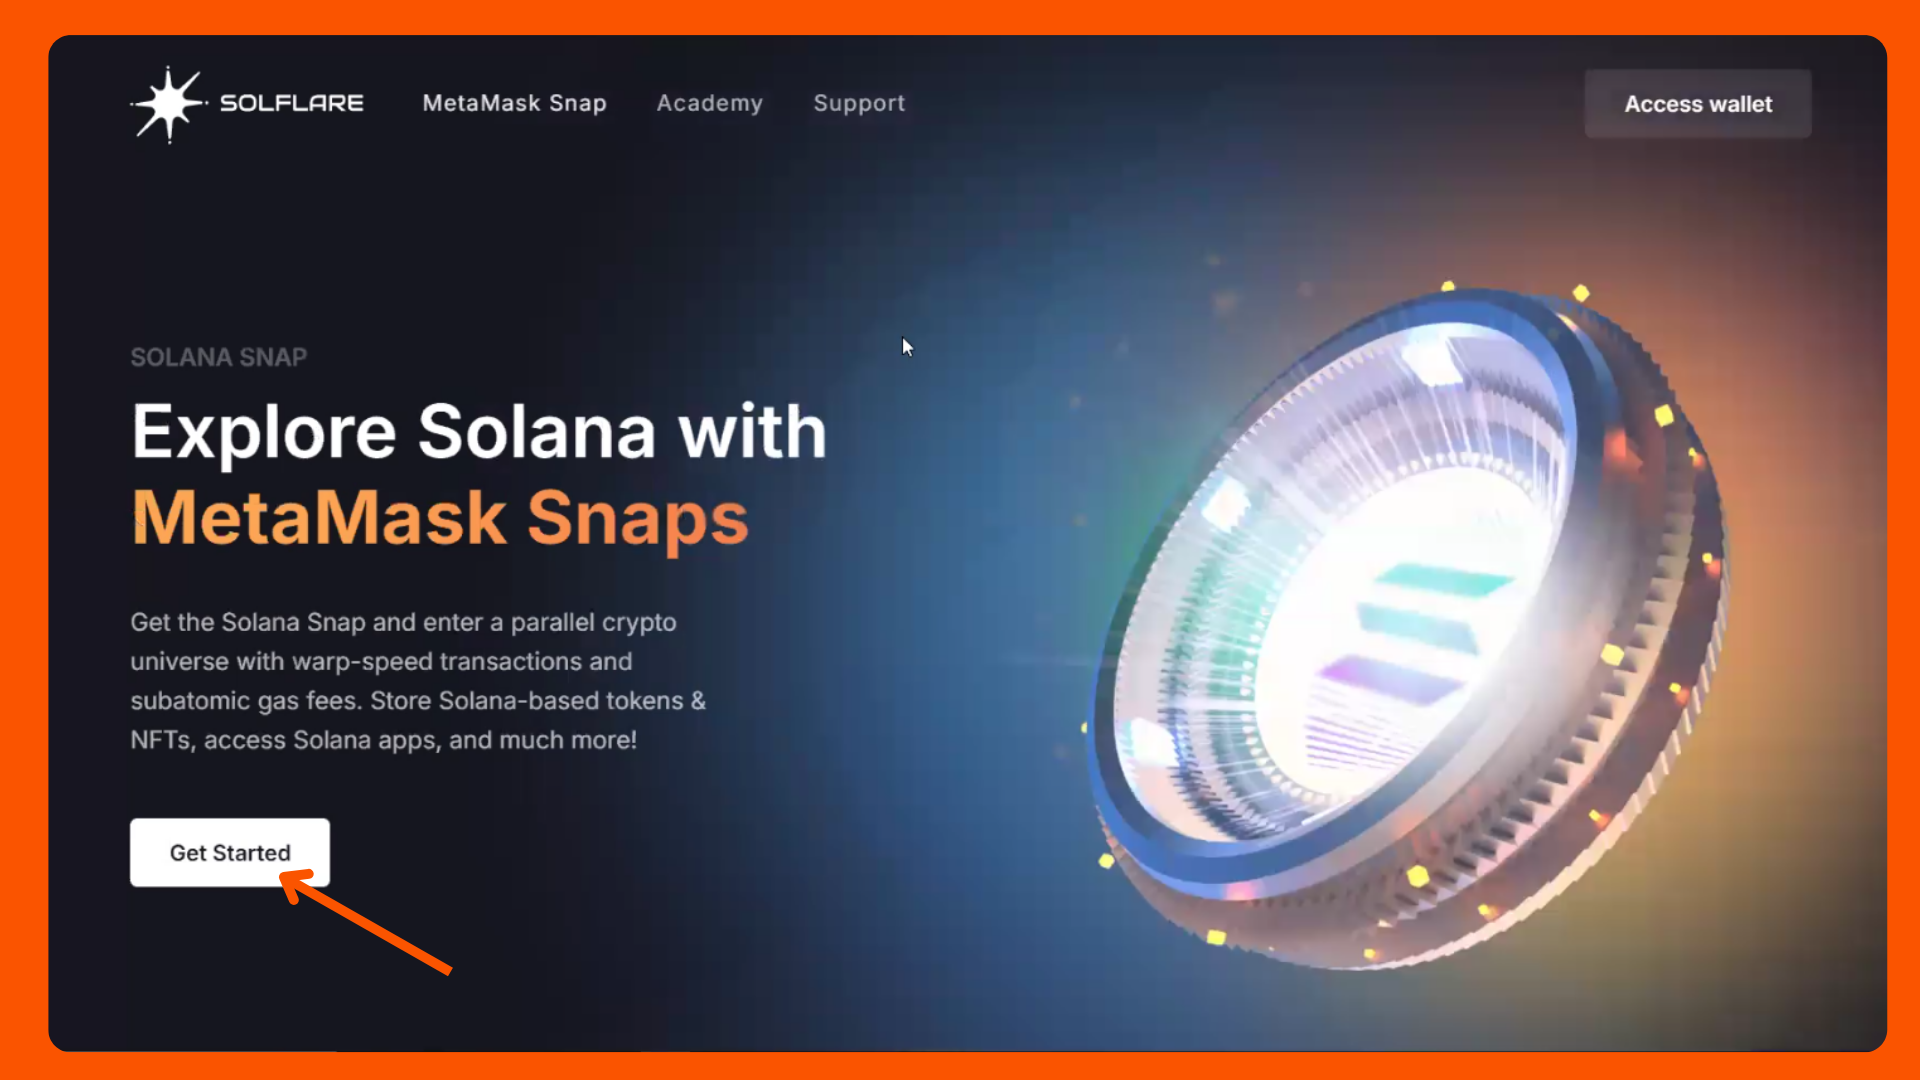 SOLFLARE
MetaMask Snap
Academy
Support
Access wallet
SOLANA SNAP
Explore Solana with
MetaMask Snaps
Get the Solana Snap and enter a parallel crypto
universe with warp-speed transactions and
subatomic gas fees. Store Solana-based tokens &
NFTs, access Solana apps, and much more!
Get Started